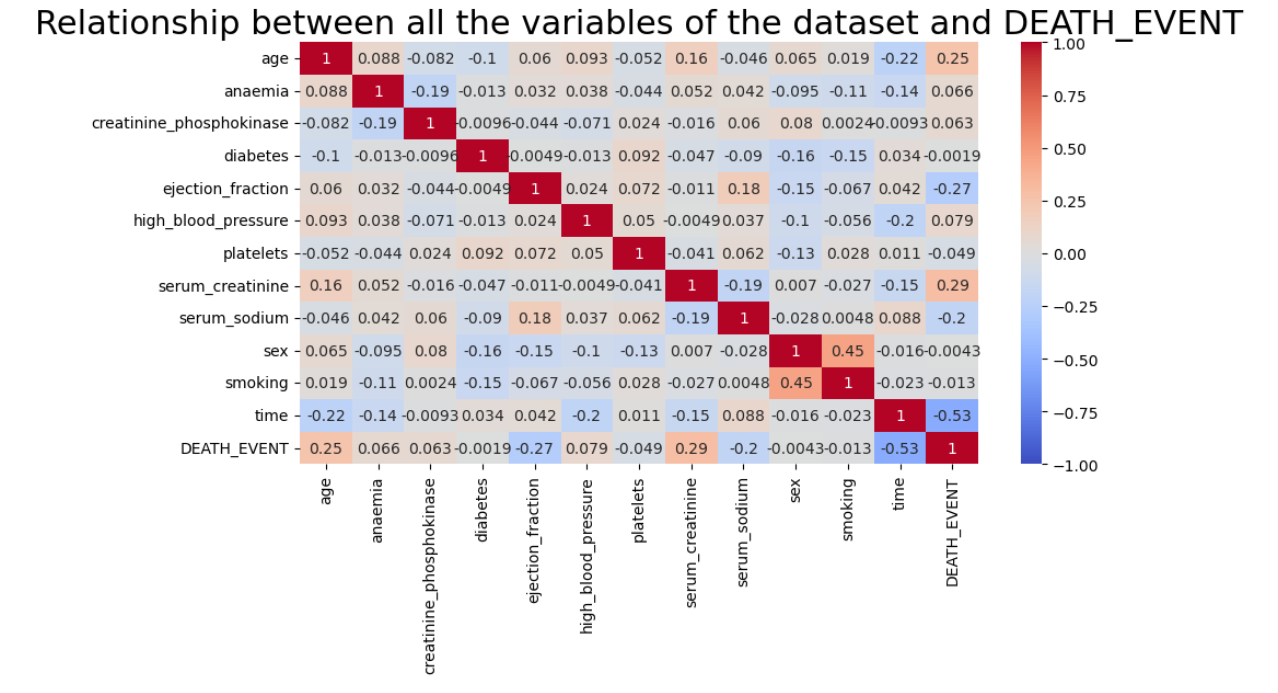 Relationship between all the variables of the dataset and DEATH_EVENT
age 1 0.088 -0.082 -0.1 0.06 0.093 -0.052 0.16 -0.046 0.065 0.019 -0.22 0.25
anaemia 0.088 1 -0.19 -0.013 0.032 0.038 -0.044 0.052 0.042 -0.095 -0.11 -0.14 0.066
creatinine_phosphokinase -0.082 -0.19 1 -0.0096 -0.044 -0.071 0.024 -0.016 0.06 0.08 0.0024 -0.0093 0.063
diabetes -0.1 -0.013 -0.0096 1 -0.0049 -0.013 0.092 -0.047 -0.09 -0.16 -0.15 0.034 -0.0019
ejection_fraction 0.06 0.032 -0.044 -0.0049 1 0.024 0.072 -0.011 0.18 -0.15 -0.067 0.042 -0.27
high_blood_pressure 0.093 0.038 -0.071 -0.013 0.024 1 0.05 -0.0049 0.037 -0.1 -0.056 -0.2 0.079
platelets -0.052 -0.044 0.024 0.092 0.072 0.05 1 -0.041 0.062 -0.13 0.028 0.011 -0.049
serum_creatinine 0.16 0.052 -0.016 -0.047 -0.011 -0.0049 -0.041 1 -0.19 0.007 -0.027 -0.15 0.29
serum_sodium -0.046 0.042 0.06 -0.09 0.18 0.037 0.062 -0.19 1 -0.028 0.0048 0.088 -0.2
sex 0.065 -0.095 0.08 -0.16 -0.15 -0.1 -0.13 0.007 -0.028 1 0.45 -0.016 -0.0043
smoking 0.019 -0.11 0.0024 -0.15 -0.067 -0.056 0.028 -0.027 0.0048 0.45 1 -0.023 -0.013
time -0.22 -0.14 -0.0093 0.034 0.042 -0.2 0.011 -0.15 0.088 -0.016 -0.023 1 -0.53
DEATH_EVENT 0.25 0.066 0.063 -0.0019 -0.27 0.079 -0.049 0.29 -0.2 -0.0043 -0.013 -0.53 1
age
anaemia
creatinine_phosphokinase
diabetes
ejection_fraction
high_blood_pressure
platelets
serum_creatinine
serum_sodium
sex
smoking
time
DEATH_EVENT
1.00
0.75
0.50
0.25
0.00
−0.25
−0.50
−0.75
−1.00